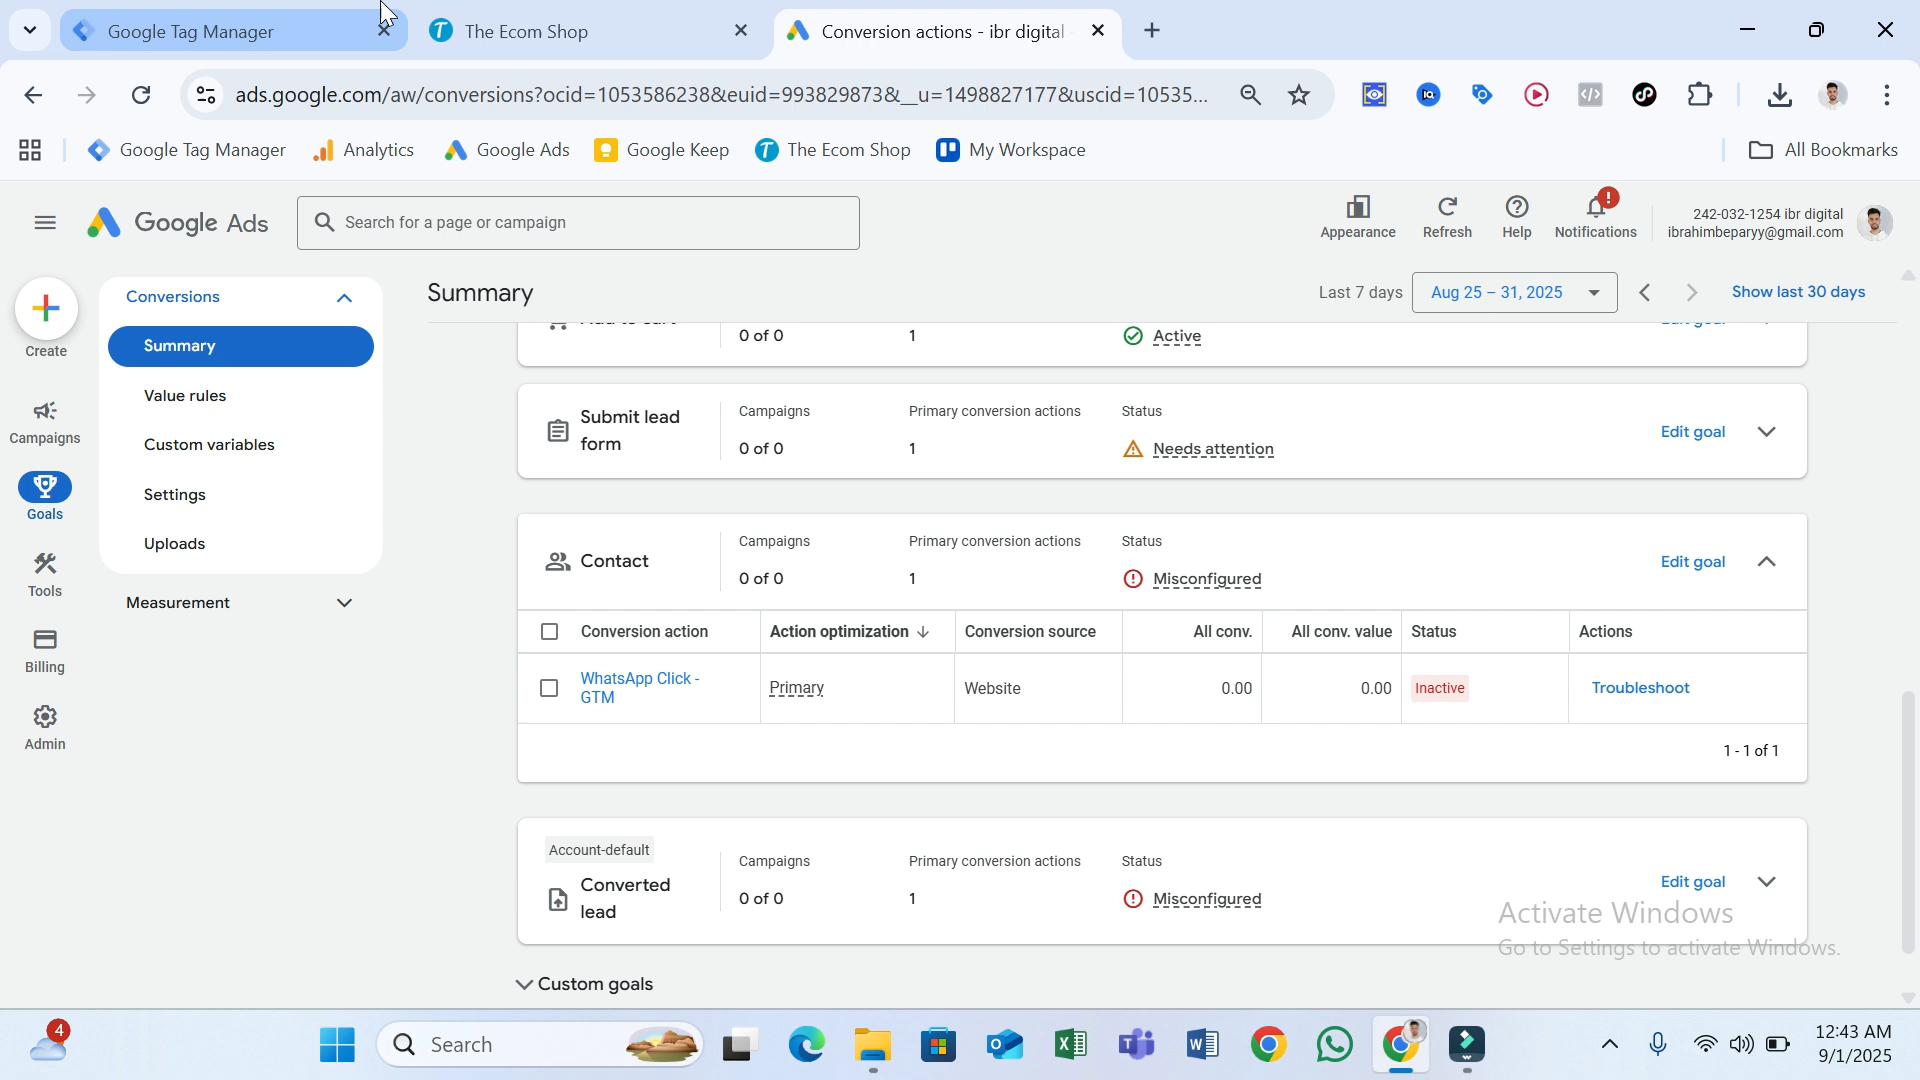 Google Tag Manager
The Ecom Shop
Conversion actions - ibr digital
ads.google.com/aw/conversions?ocid=1053586238&euid=993829873&__u=1498827177&uscid=10535...
Google Tag Manager
Analytics
Google Ads
Google Keep
The Ecom Shop
My Workspace
All Bookmarks
Google Ads
Search for a page or campaign
Appearance
Refresh
Help
Notifications
242-032-1254 ibr digital
ibrahimbeparyy@gmail.com
Create
Campaigns
Goals
Tools
Billing
Admin
Conversions
Summary
Value rules
Custom variables
Settings
Uploads
Measurement
Summary
Last 7 days
Aug 25 – 31, 2025
Show last 30 days
0 of 0
1
Active
Submit lead
form
Campaigns
Primary conversion actions
Status
0 of 0
1
Needs attention
Edit goal
Contact
Campaigns
Primary conversion actions
Status
0 of 0
1
Misconfigured
Edit goal
Conversion action
Action optimization
Conversion source
All conv.
All conv. value
Status
Actions
WhatsApp Click -
GTM
Primary
Website
0.00
0.00
Inactive
Troubleshoot
1 - 1 of 1
Account-default
Converted
lead
Campaigns
Primary conversion actions
Status
0 of 0
1
Misconfigured
Edit goal
Activate Windows
Go to Settings to activate Windows.
Custom goals
4
Search
12:43 AM
9/1/2025